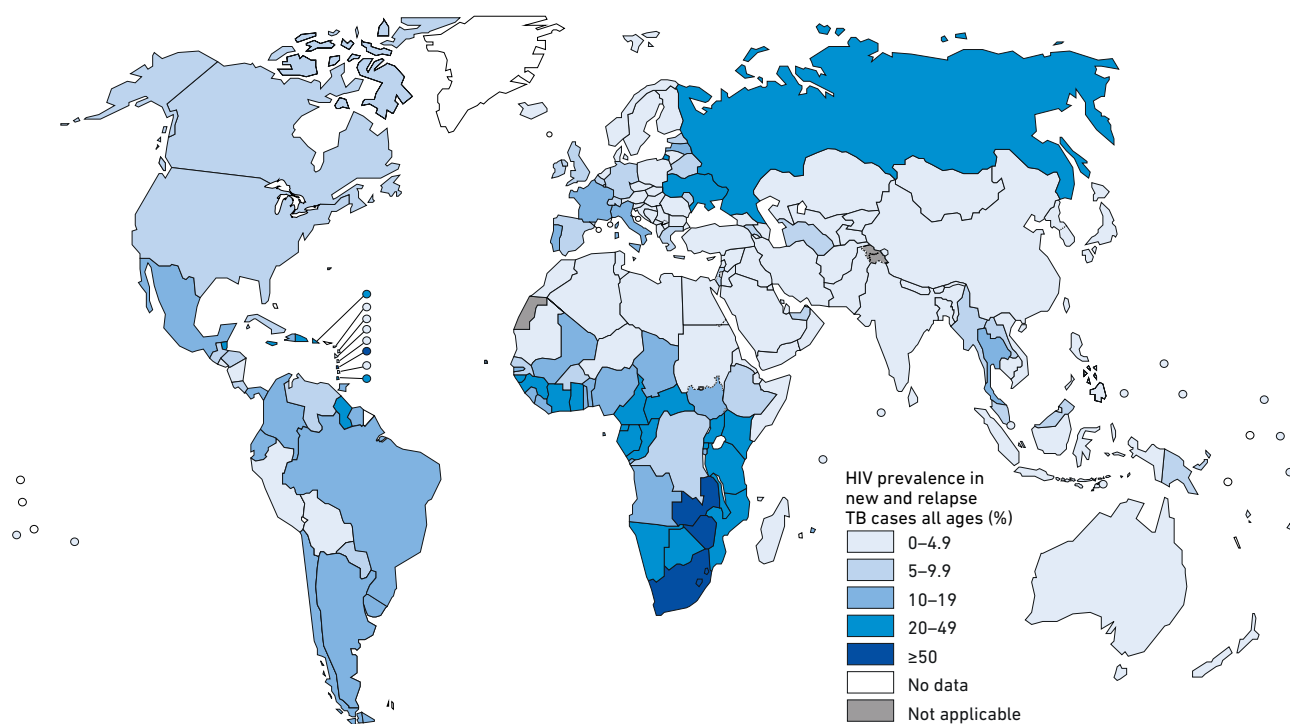 HIV prevalence in
new and relapse
TB cases all ages (%)
0–4.9
5–9.9
10–19
20–49
≥50
No data
Not applicable